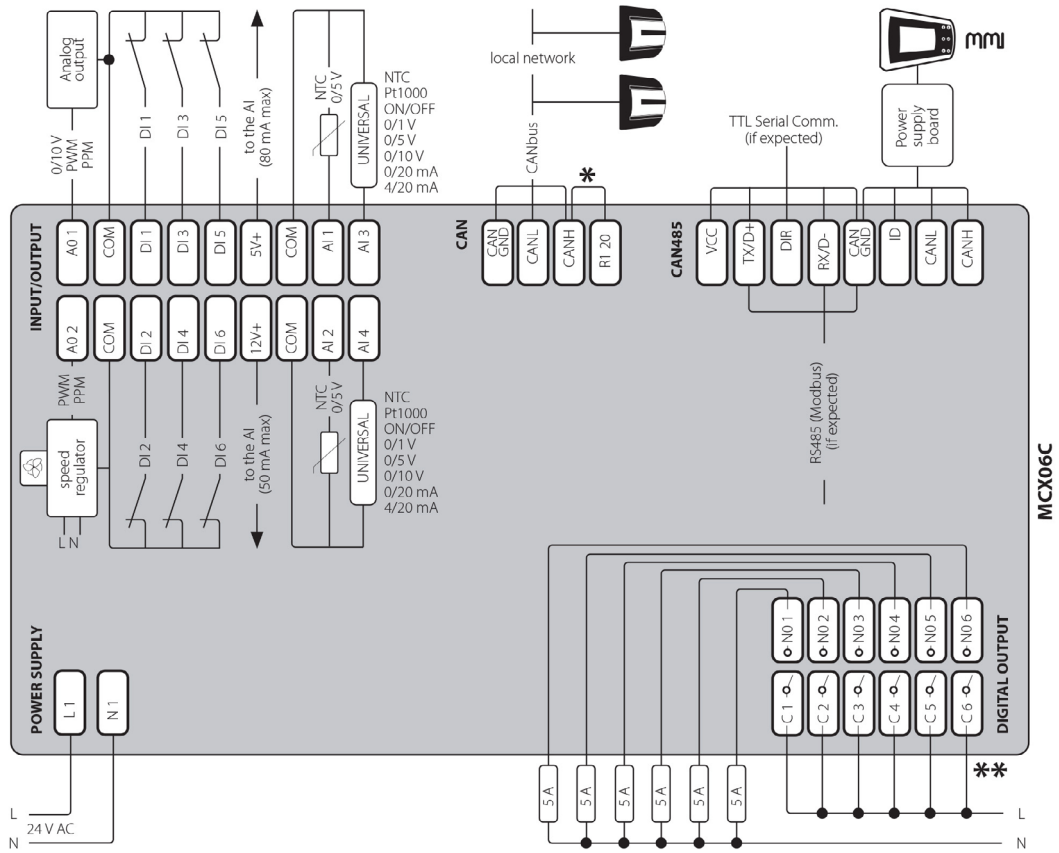 Analog
output
0/10 V
PWM
PPM
DI 1
DI 3
DI 5
to the AI
(80 mA max)
NTC
0/5 V
UNIVERSAL
NTC
Pt1000
ON/OFF
0/1 V
0/5 V
0/10 V
0/20 mA
4/20 mA
local network
CANbus
*
mmi
Power
supply
board
TTL Serial Comm.
(if expected)
INPUT/OUTPUT
A0 1
COM
DI 1
DI 3
DI 5
5V+
COM
AI 1
AI 3
CAN
CAN
GND
CANL
CANH
R1 20
CAN485
VCC
TX/D+
DIR
RX/D-
CAN
GND
ID
CANL
CANH
A0 2
COM
DI 2
DI 4
DI 6
12V+
COM
AI 2
AI 4
PWM
PPM
speed
regulator
L N
DI 2
DI 4
DI 6
to the AI
(50 mA max)
NTC
0/5 V
UNIVERSAL
NTC
Pt1000
ON/OFF
0/1 V
0/5 V
0/10 V
0/20 mA
4/20 mA
RS485 (Modbus)
(if expected)
MCX06C
POWER SUPPLY
L 1
N 1
N0 1
N0 2
N0 3
N0 4
N0 5
N0 6
C 1
C 2
C 3
C 4
C 5
C 6
DIGITAL OUTPUT
**
5 A
5 A
5 A
5 A
5 A
5 A
L
24 V AC
N
L
N